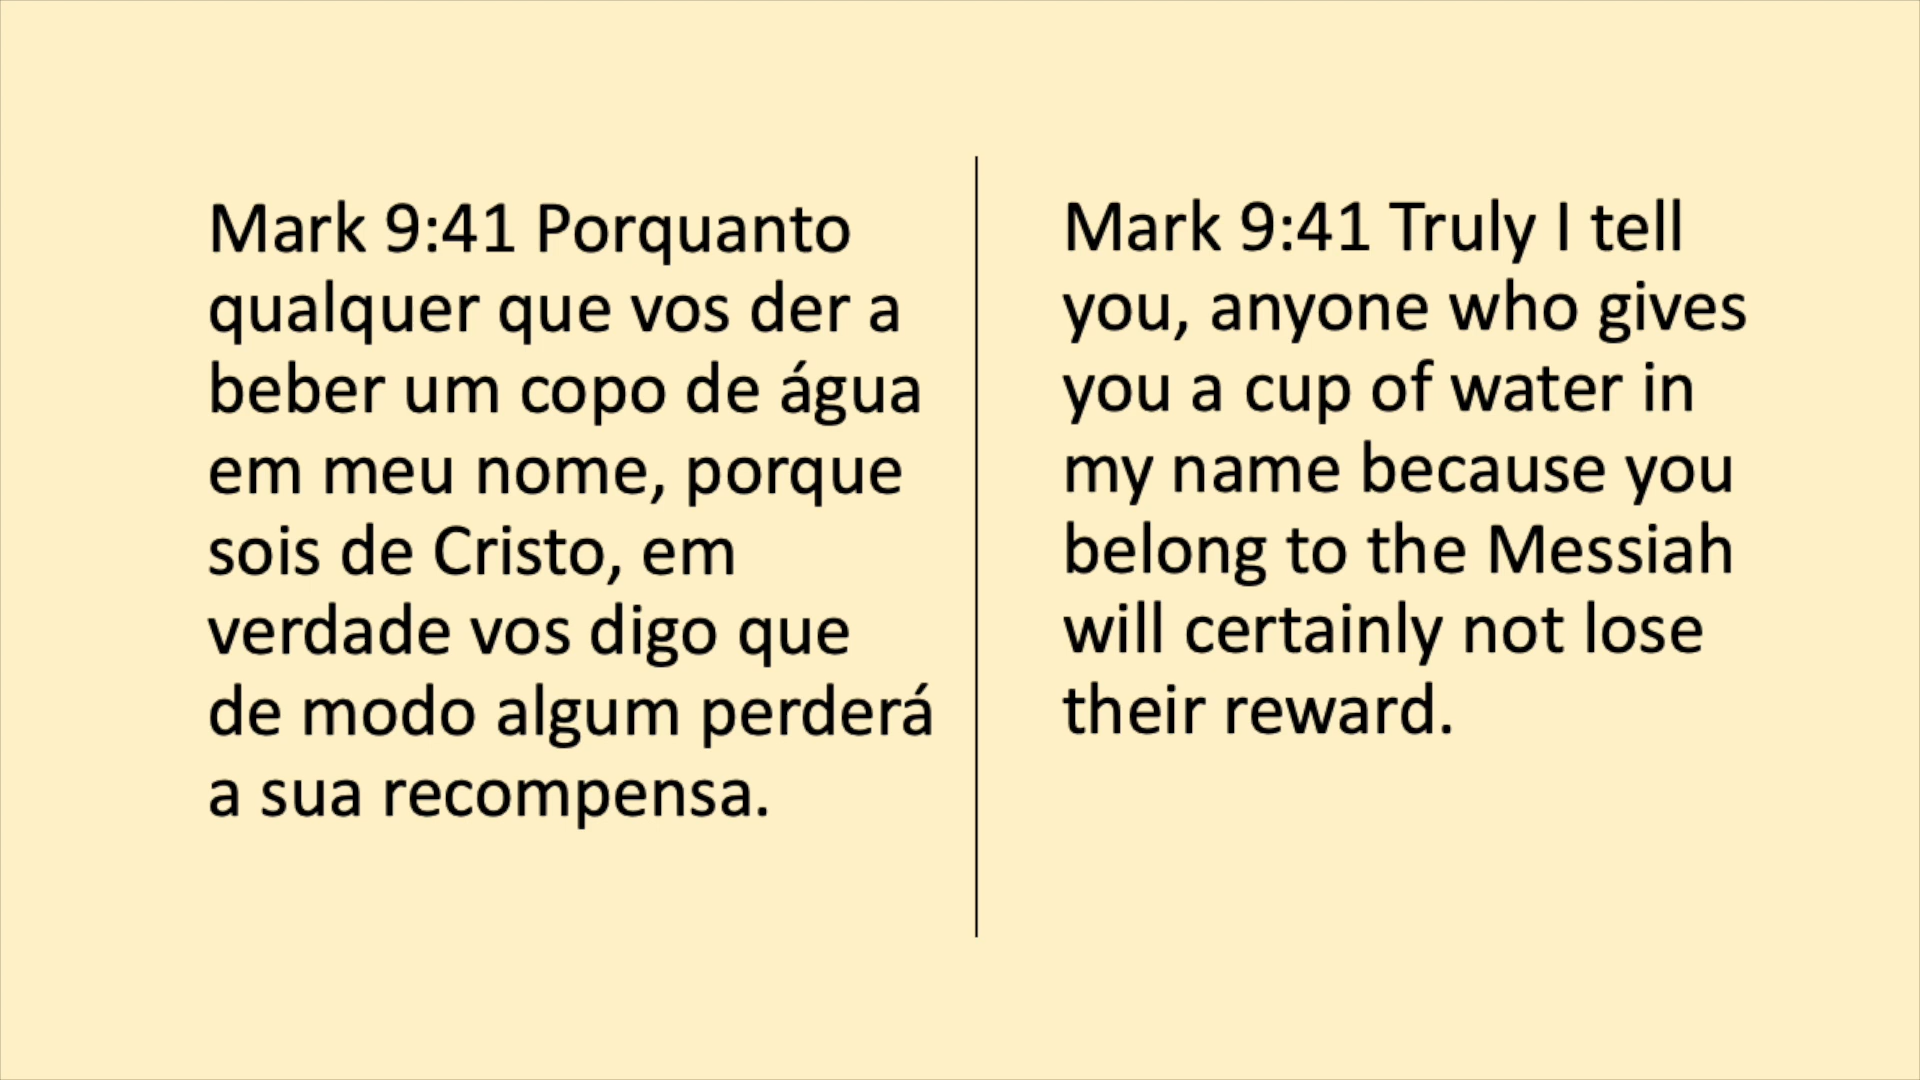 Mark 9:41 Porquanto
qualquer que vos der a
beber um copo de água
em meu nome, porque
sois de Cristo, em
verdade vos digo que
de modo algum perderá
a sua recompensa.
Mark 9:41 Truly I tell
you, anyone who gives
you a cup of water in
my name because you
belong to the Messiah
will certainly not lose
their reward.